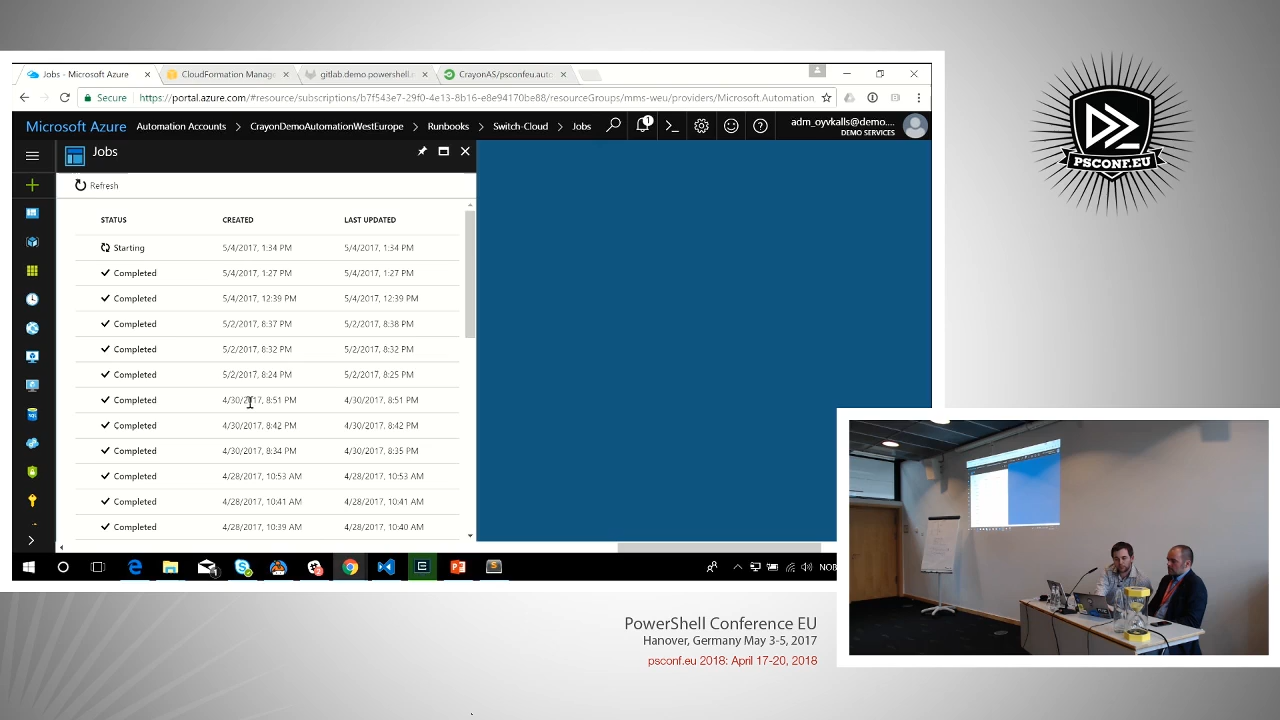 Jobs - Microsoft Azure
CloudFormation Manag
gitlab.demo.powershell.n
CrayonAS/psconfeu.auto
Secure
https://portal.azure.com/#resource/subscriptions/b7f543e7-29f0-4e13-8b16-e8e94170be88/resourceGroups/mms-weu/providers/Microsoft.Automation
Microsoft Azure
Automation Accounts > CrayonDemoAutomationWestEurope > Runbooks > Switch-Cloud > Jobs
1
adm_oyvkalls@demo....
DEMO SERVICES
Jobs
Refresh
STATUS CREATED LAST UPDATED
Starting 5/4/2017, 1:34 PM 5/4/2017, 1:34 PM
Completed 5/4/2017, 1:27 PM 5/4/2017, 1:27 PM
Completed 5/4/2017, 12:39 PM 5/4/2017, 12:39 PM
Completed 5/2/2017, 8:37 PM 5/2/2017, 8:38 PM
Completed 5/2/2017, 8:32 PM 5/2/2017, 8:32 PM
Completed 5/2/2017, 8:24 PM 5/2/2017, 8:25 PM
Completed 4/30/2017, 8:51 PM 4/30/2017, 8:51 PM
Completed 4/30/2017, 8:42 PM 4/30/2017, 8:42 PM
Completed 4/30/2017, 8:34 PM 4/30/2017, 8:35 PM
Completed 4/28/2017, 10:53 AM 4/28/2017, 10:53 AM
Completed 4/28/2017, 10:41 AM 4/28/2017, 10:41 AM
Completed 4/28/2017, 10:39 AM 4/28/2017, 10:40 AM
NOB
PSCONF.EU
PowerShell Conference EU
Hanover, Germany May 3-5, 2017
psconf.eu 2018: April 17-20, 2018